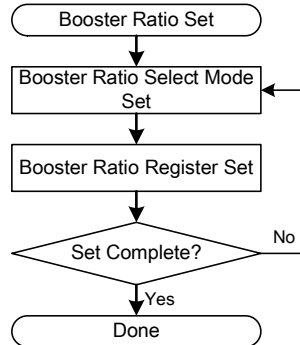 Booster Ratio Set
Booster Ratio Select Mode
Set
Booster Ratio Register Set
Set Complete?
No
Yes
Done